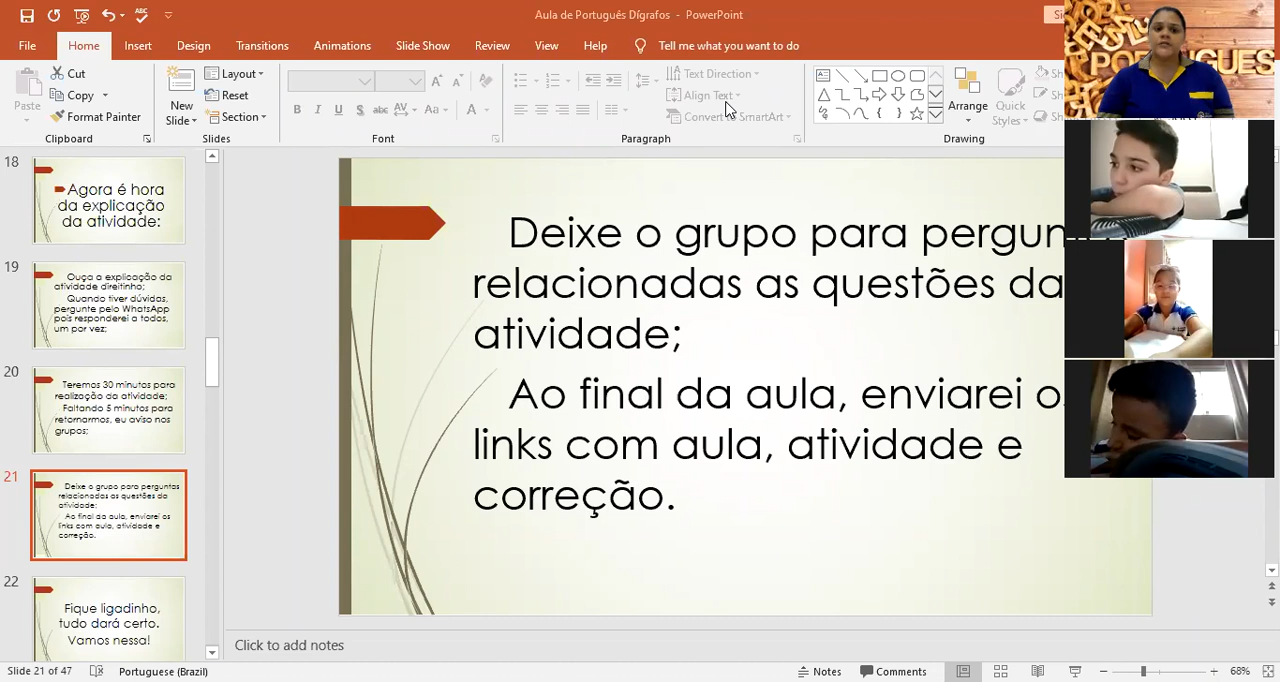 Aula de Português Dígrafos - PowerPoint
File Home Insert Design Transitions Animations Slide Show Review View Help Tell me what you want to do
Paste
Cut
Copy
Format Painter
Clipboard
New Slide
Layout
Reset
Section
Slides
B I U S abc AV Aa A
Font
Text Direction
Align Text
Convert to SmartArt
Paragraph
Arrange
Quick Styles
Drawing
PORTUGUES
18
Agora é hora
da explicação
da atividade:
19
Ouça a explicação da
atividade direitinho;
Quando tiver dúvidas,
pergunte pelo WhatsApp
pois responderei a todos,
um por vez;
20
Teremos 30 minutos para
realização da atividade;
Faltando 5 minutos para
retornarmos, eu aviso nos
grupos;
21
Deixe o grupo para perguntas
relacionadas as questões da
atividade;
Ao final da aula, enviarei os
links com aula, atividade e
correção.
22
Fique ligadinho,
tudo dará certo.
Vamos nessa!
Deixe o grupo para pergun
relacionadas as questões da
atividade;
Ao final da aula, enviarei o
links com aula, atividade e
correção.
Click to add notes
Slide 21 of 47 Portuguese (Brazil) Notes Comments 68%